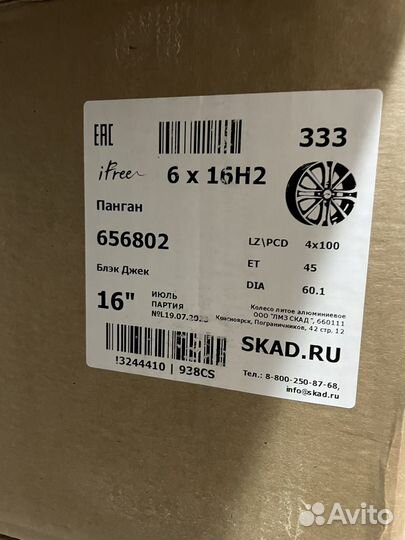 EAC
iFree 6 x 16H2 333
Панган
656802
Блэк Джек
LZ\PCD 4x100
ET 45
DIA 60.1
16"
ИЮЛЬ
ПАРТИЯ
Колесо литое алюминиевое
ООО "ЛМЗ СКАД", 660111
Красноярск, Пограничников, 42 стр. 12
SKAD.RU
!3244410 | 938CS
Тел.: 8-800-250-87-68,
info@skad.ru
Avito